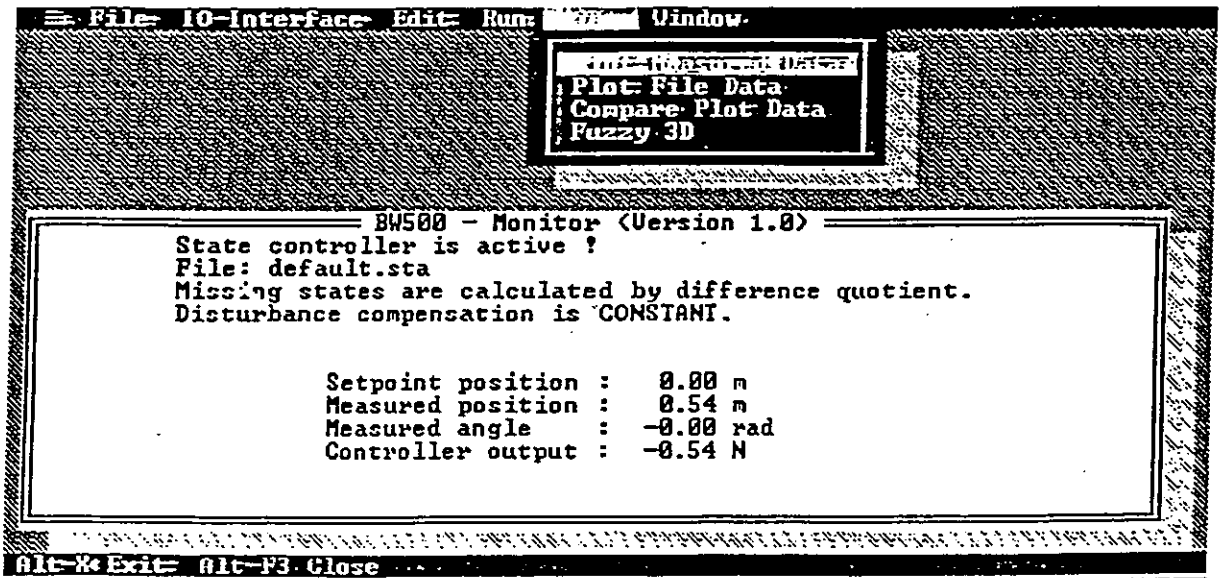 ≡ File IO-Interface Edit Run Window
Data
Plot File Data
Compare Plot Data
Fuzzy 3D
BW500 - Monitor (Version 1.0)
State controller is active !
File: default.sta
Missing states are calculated by difference quotient.
Disturbance compensation is CONSTANT.
Setpoint position : 0.00 m
Measured position : 0.54 m
Measured angle : -0.00 rad
Controller output : -0.54 N
Alt-X Exit Alt-F3 Close